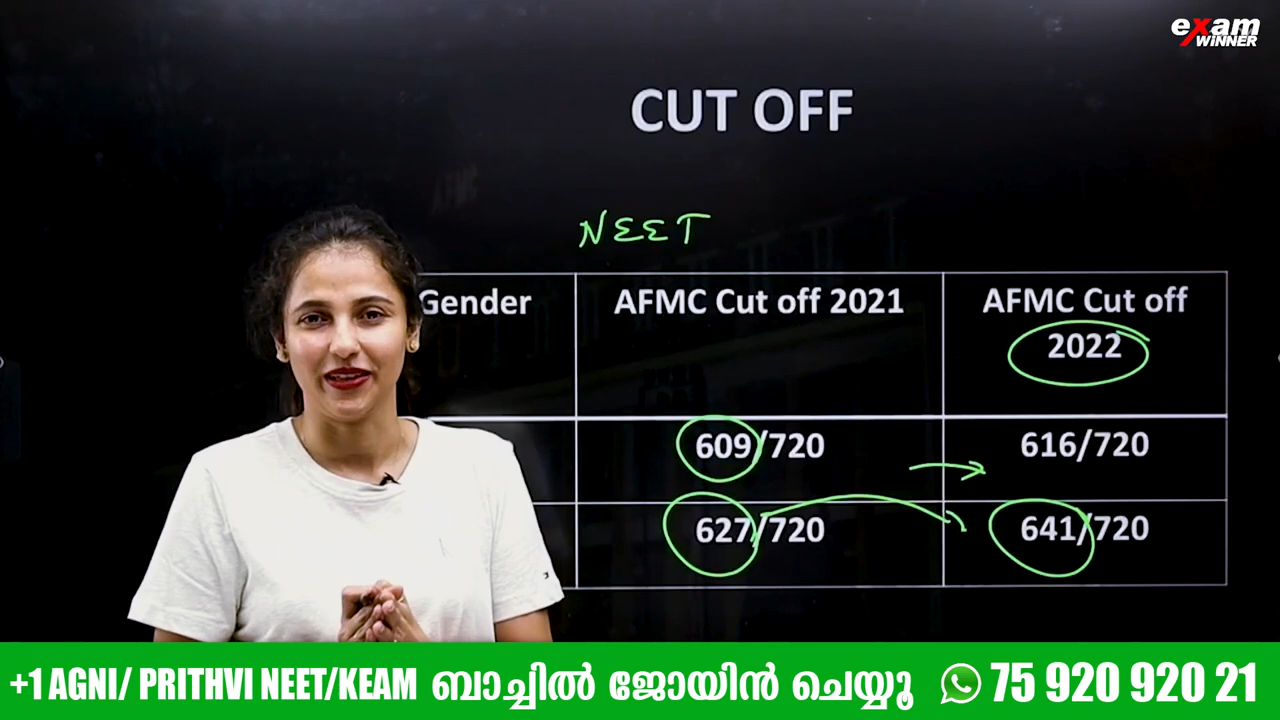 exam
WiNNER
CUT OFF
NEET
Gender
AFMC Cut off 2021
AFMC Cut off
2022
609/720
616/720
627/720
641/720
+1 AGNI/ PRITHVI NEET/KEAM ബാച്ചിൽ ജോയിൻ ചെയ്യൂ 75 920 920 21